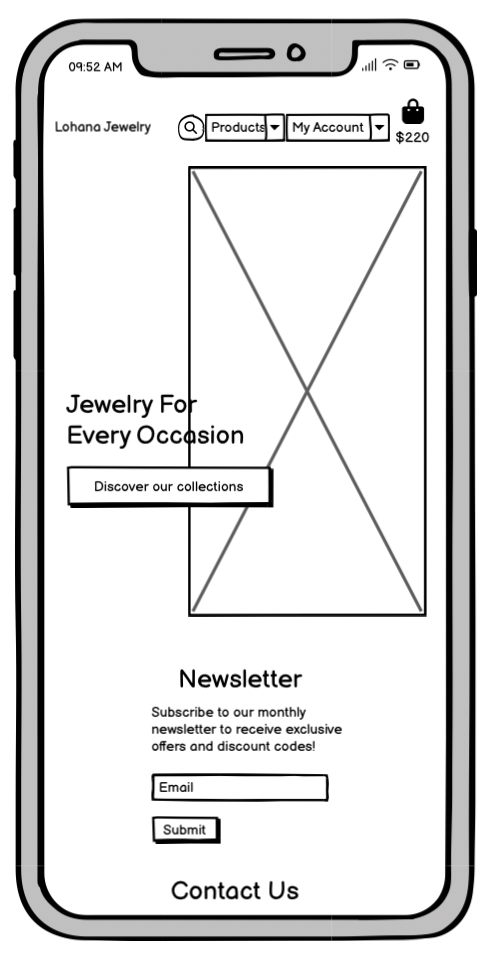 09:52 AM
Lohana Jewelry
Products
My Account
$220
Jewelry For
Every Occasion
Discover our collections
Newsletter
Subscribe to our monthly
newsletter to receive exclusive
offers and discount codes!
Email
Submit
Contact Us